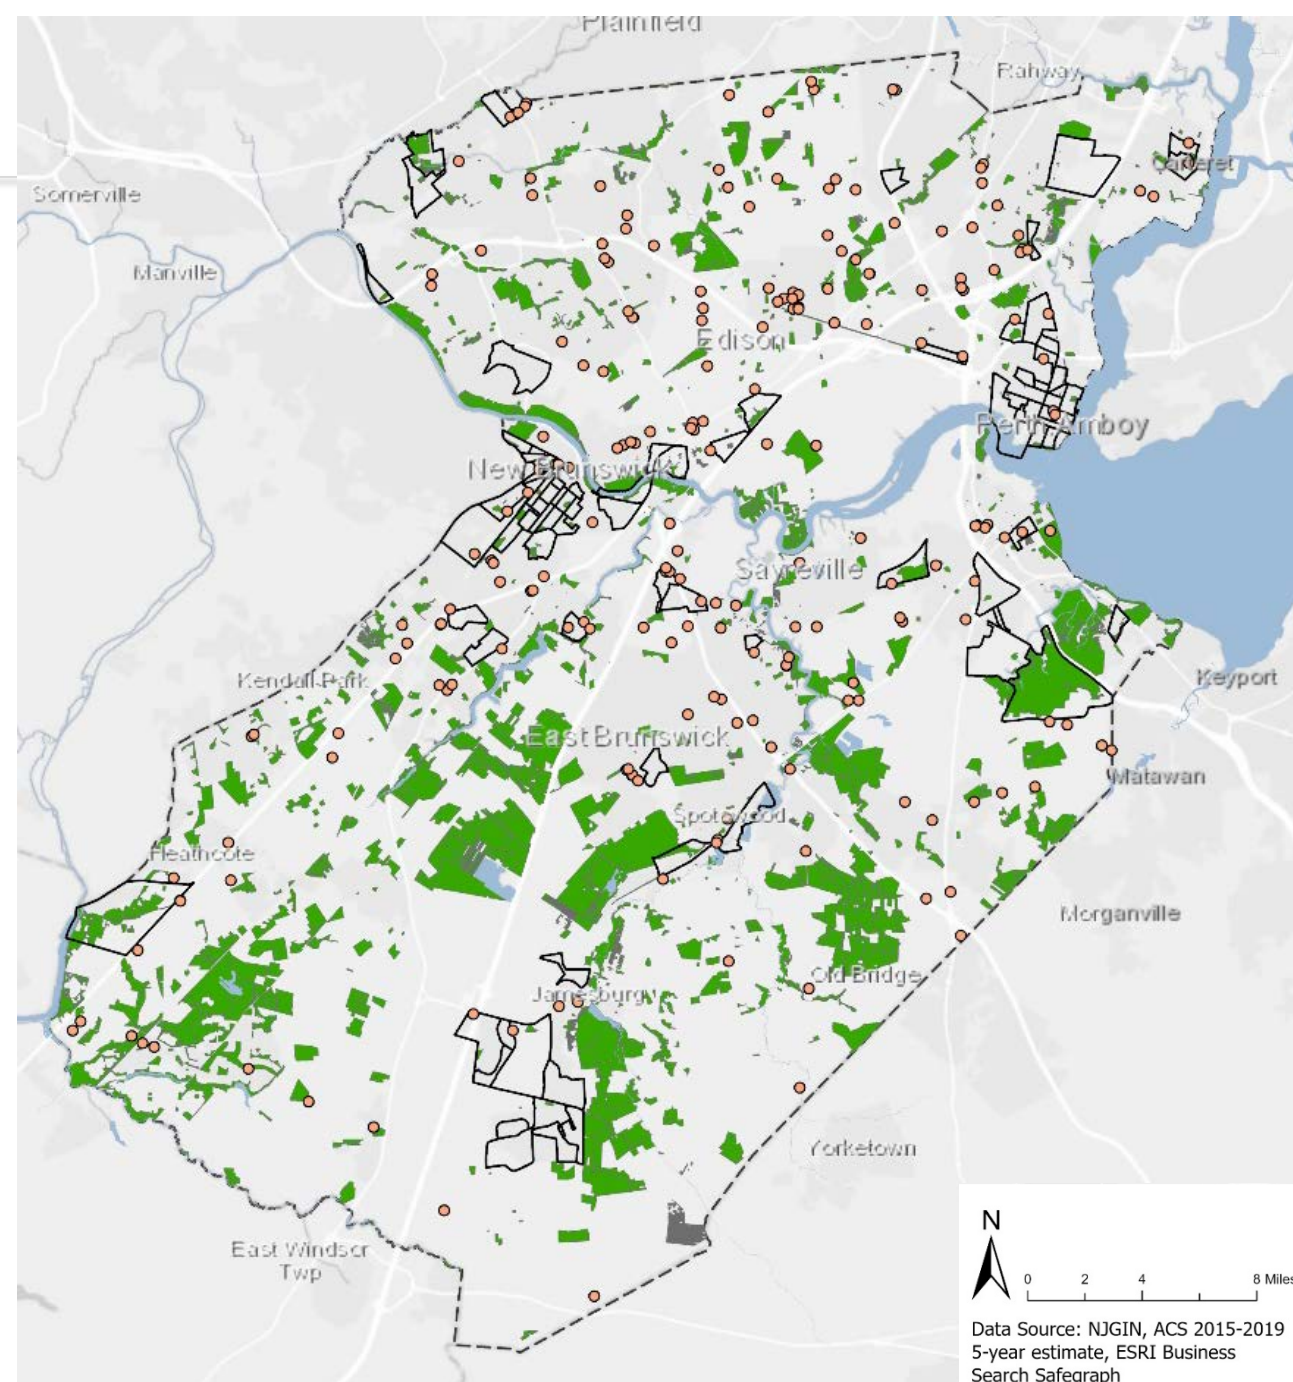 Plainfield
Rahway
Carteret
Somerville
Manville
Edison
Perth Amboy
New Brunswick
Sayreville
Kendall Park
Keyport
East Brunswick
Matawan
Spotswood
Heathcote
Morganville
Old Bridge
Jamesburg
Yorketown
East Windsor
Twp
N
0 2 4 8 Miles
Data Source: NJGIN, ACS 2015-2019
5-year estimate, ESRI Business
Search Safegraph